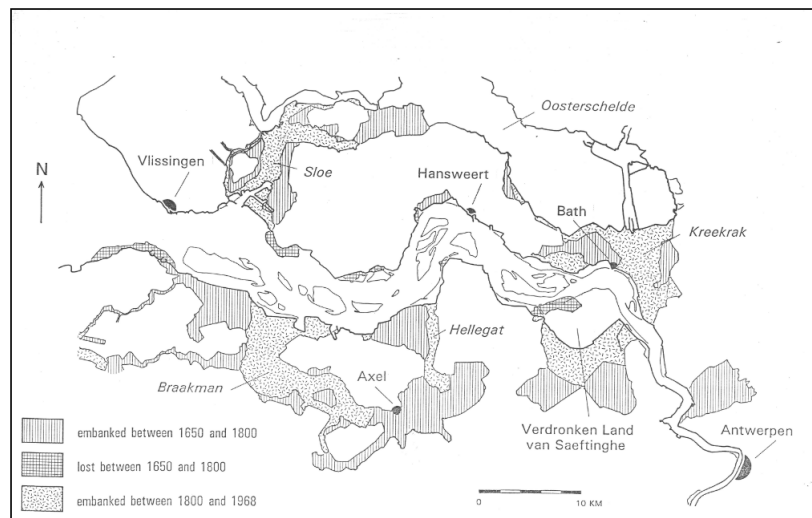 Oosterschelde
N
Vlissingen
Sloe
Hansweert
Bath
Kreekrak
Hellegat
Braakman
Axel
Verdronken Land
van Saeftinghe
Antwerpen
embanked between 1650 and 1800
lost between 1650 and 1800
embanked between 1800 and 1968
0 10 KM